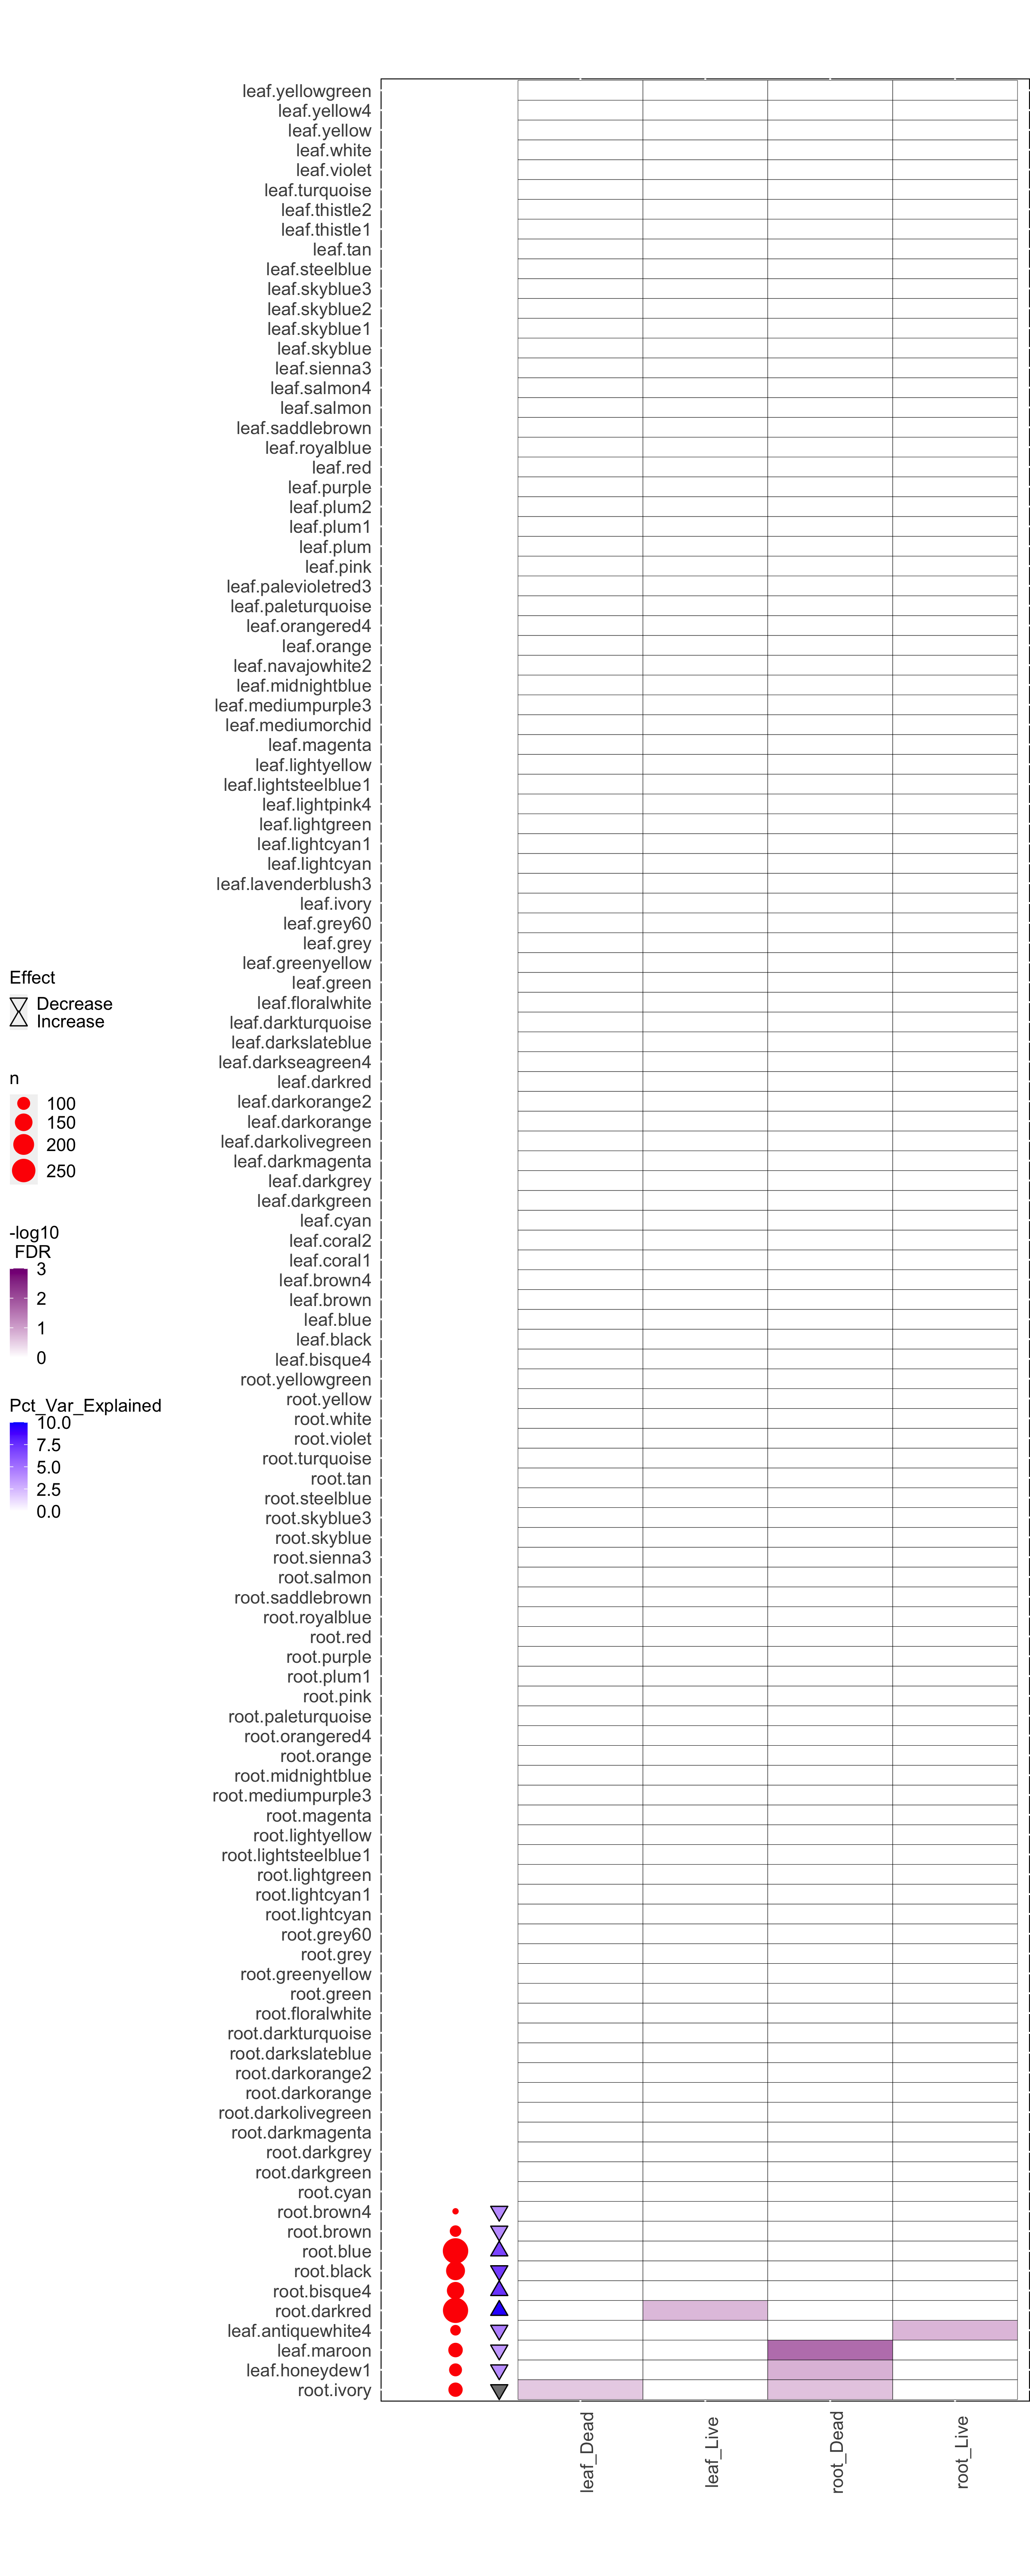 leaf.yellowgreen
leaf.yellow4
leaf.yellow
leaf.white
leaf.violet
leaf.turquoise
leaf.thistle2
leaf.thistle1
leaf.tan
leaf.steelblue
leaf.skyblue3
leaf.skyblue2
leaf.skyblue1
leaf.skyblue
leaf.sienna3
leaf.salmon4
leaf.salmon
leaf.saddlebrown
leaf.royalblue
leaf.red
leaf.purple
leaf.plum2
leaf.plum1
leaf.plum
leaf.pink
leaf.palevioletred3
leaf.paleturquoise
leaf.orangered4
leaf.orange
leaf.navajowhite2
leaf.midnightblue
leaf.mediumpurple3
leaf.mediumorchid
leaf.magenta
leaf.lightyellow
leaf.lightsteelblue1
leaf.lightpink4
leaf.lightgreen
leaf.lightcyan1
leaf.lightcyan
leaf.lavenderblush3
leaf.ivory
leaf.grey60
leaf.grey
leaf.greenyellow
leaf.green
leaf.floralwhite
leaf.darkturquoise
leaf.darkslateblue
leaf.darkseagreen4
leaf.darkred
leaf.darkorange2
leaf.darkorange
leaf.darkolivegreen
leaf.darkmagenta
leaf.darkgrey
leaf.darkgreen
leaf.cyan
leaf.coral2
leaf.coral1
leaf.brown4
leaf.brown
leaf.blue
leaf.black
leaf.bisque4
root.yellowgreen
root.yellow
root.white
root.violet
root.turquoise
root.tan
root.steelblue
root.skyblue3
root.skyblue
root.sienna3
root.salmon
root.saddlebrown
root.royalblue
root.red
root.purple
root.plum1
root.pink
root.paleturquoise
root.orangered4
root.orange
root.midnightblue
root.mediumpurple3
root.magenta
root.lightyellow
root.lightsteelblue1
root.lightgreen
root.lightcyan1
root.lightcyan
root.grey60
root.grey
root.greenyellow
root.green
root.floralwhite
root.darkturquoise
root.darkslateblue
root.darkorange2
root.darkorange
root.darkolivegreen
root.darkmagenta
root.darkgrey
root.darkgreen
root.cyan
root.brown4
root.brown
root.blue
root.black
root.bisque4
root.darkred
leaf.antiquewhite4
leaf.maroon
leaf.honeydew1
root.ivory
Effect
Decrease
Increase
n
100
150
200
250
-log10
FDR
3
2
1
0
Pct_Var_Explained
10.0
7.5
5.0
2.5
0.0
leaf_Dead
leaf_Live
root_Dead
root_Live